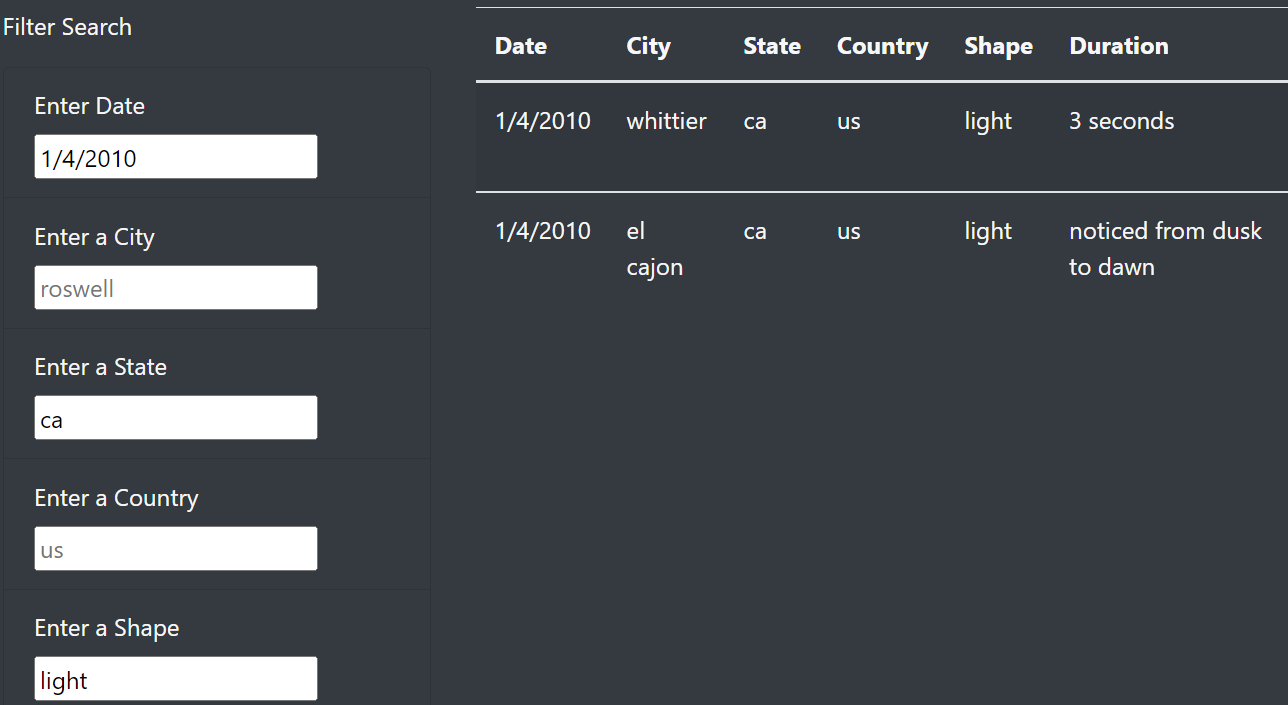 Filter Search
Enter Date
1/4/2010
Enter a City
roswell
Enter a State
ca
Enter a Country
us
Enter a Shape
light
Date City State Country Shape Duration
1/4/2010 whittier ca us light 3 seconds
1/4/2010 el ca us light noticed from dusk
cajon to dawn